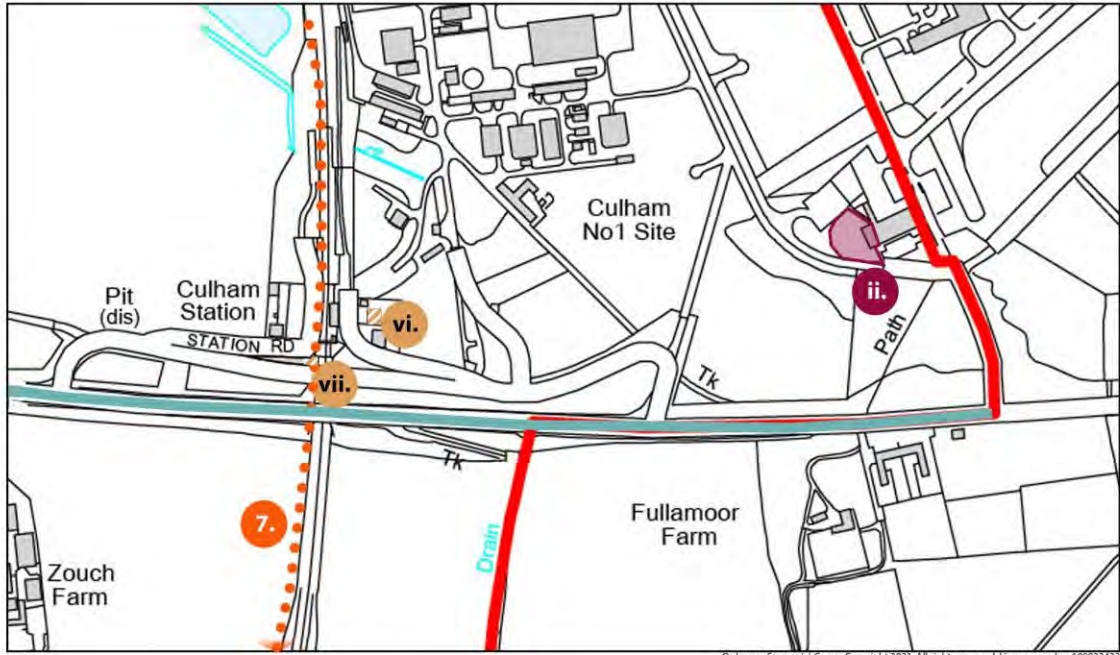 Culham
No1 Site
ii.
Pit
(dis)
Culham
Station
STATION RD
vi.
vii.
Path
Tk
Tk
7.
Drain
Fullamoor
Farm
Zouch
Farm